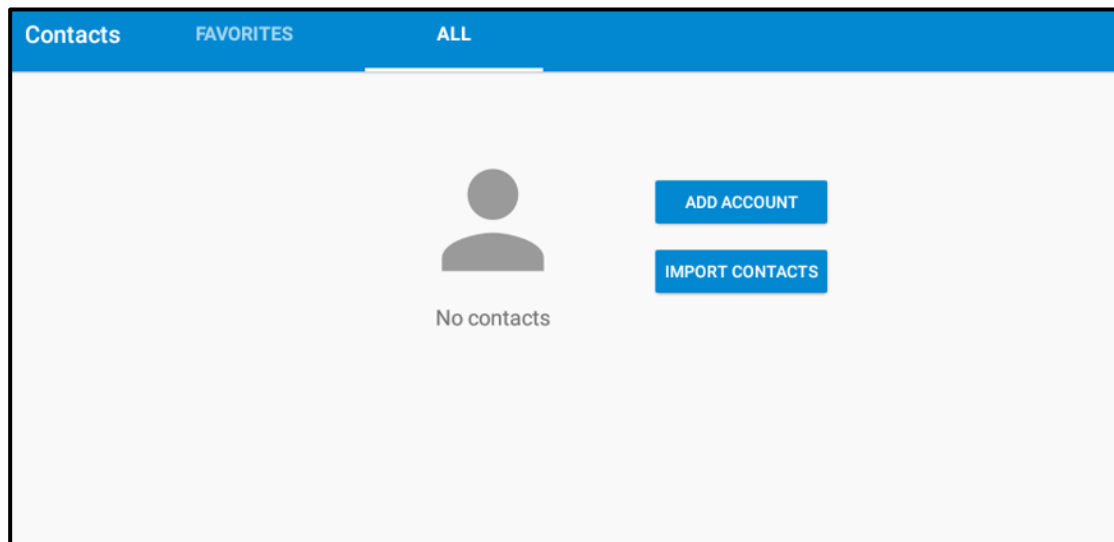 Contacts FAVORITES ALL
ADD ACCOUNT
IMPORT CONTACTS
No contacts